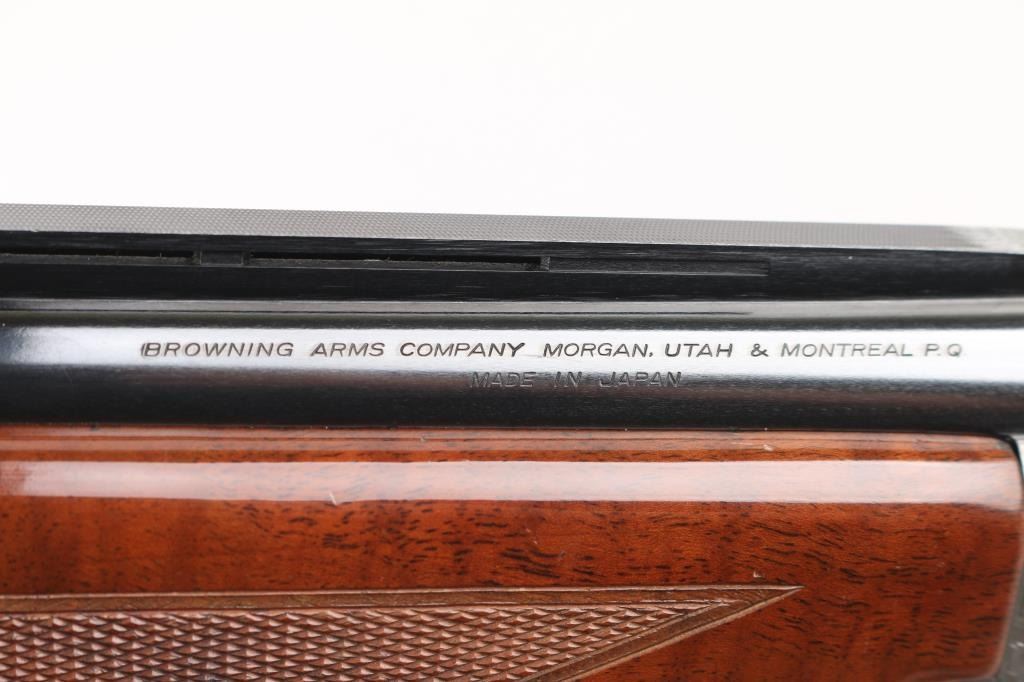 BROWNING ARMS COMPANY MORGAN, UTAH & MONTREAL P.Q.
MADE IN JAPAN